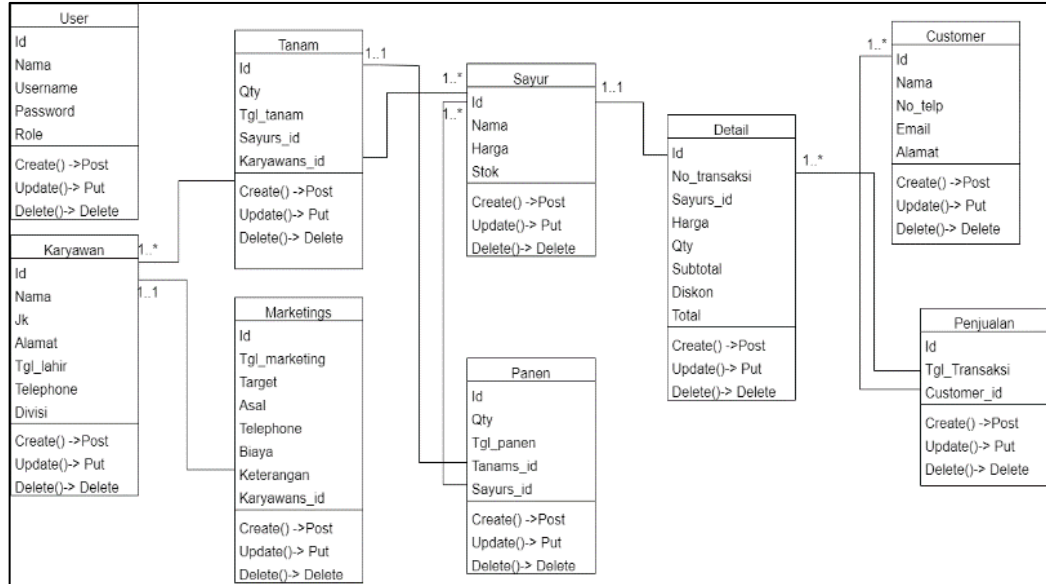 User
Id
Nama
Username
Password
Role
Create() ->Post
Update()-> Put
Delete()-> Delete
Karyawan
1..*
1..1
Id
Nama
Jk
Alamat
Tgl_lahir
Telephone
Divisi
Create() ->Post
Update()-> Put
Delete()-> Delete
Tanam
1..1
Id
Qty
Tgl_tanam
Sayurs_id
Karyawans_id
Create() ->Post
Update()-> Put
Delete()-> Delete
Marketings
Id
Tgl_marketing
Target
Asal
Telephone
Biaya
Keterangan
Karyawans_id
Create() ->Post
Update()-> Put
Delete()-> Delete
1..*
1..*
Sayur
1..1
Id
Nama
Harga
Stok
Create() ->Post
Update()-> Put
Delete()-> Delete
Panen
Id
Qty
Tgl_panen
Tanams_id
Sayurs_id
Create() ->Post
Update()-> Put
Delete()-> Delete
Detail
1..*
Id
No_transaksi
Sayurs_id
Harga
Qty
Subtotal
Diskon
Total
Create() ->Post
Update()-> Put
Delete()-> Delete
1..*
Customer
Id
Nama
No_telp
Email
Alamat
Create() ->Post
Update()-> Put
Delete()-> Delete
Penjualan
Id
Tgl_Transaksi
Customer_id
Create() ->Post
Update()-> Put
Delete()-> Delete